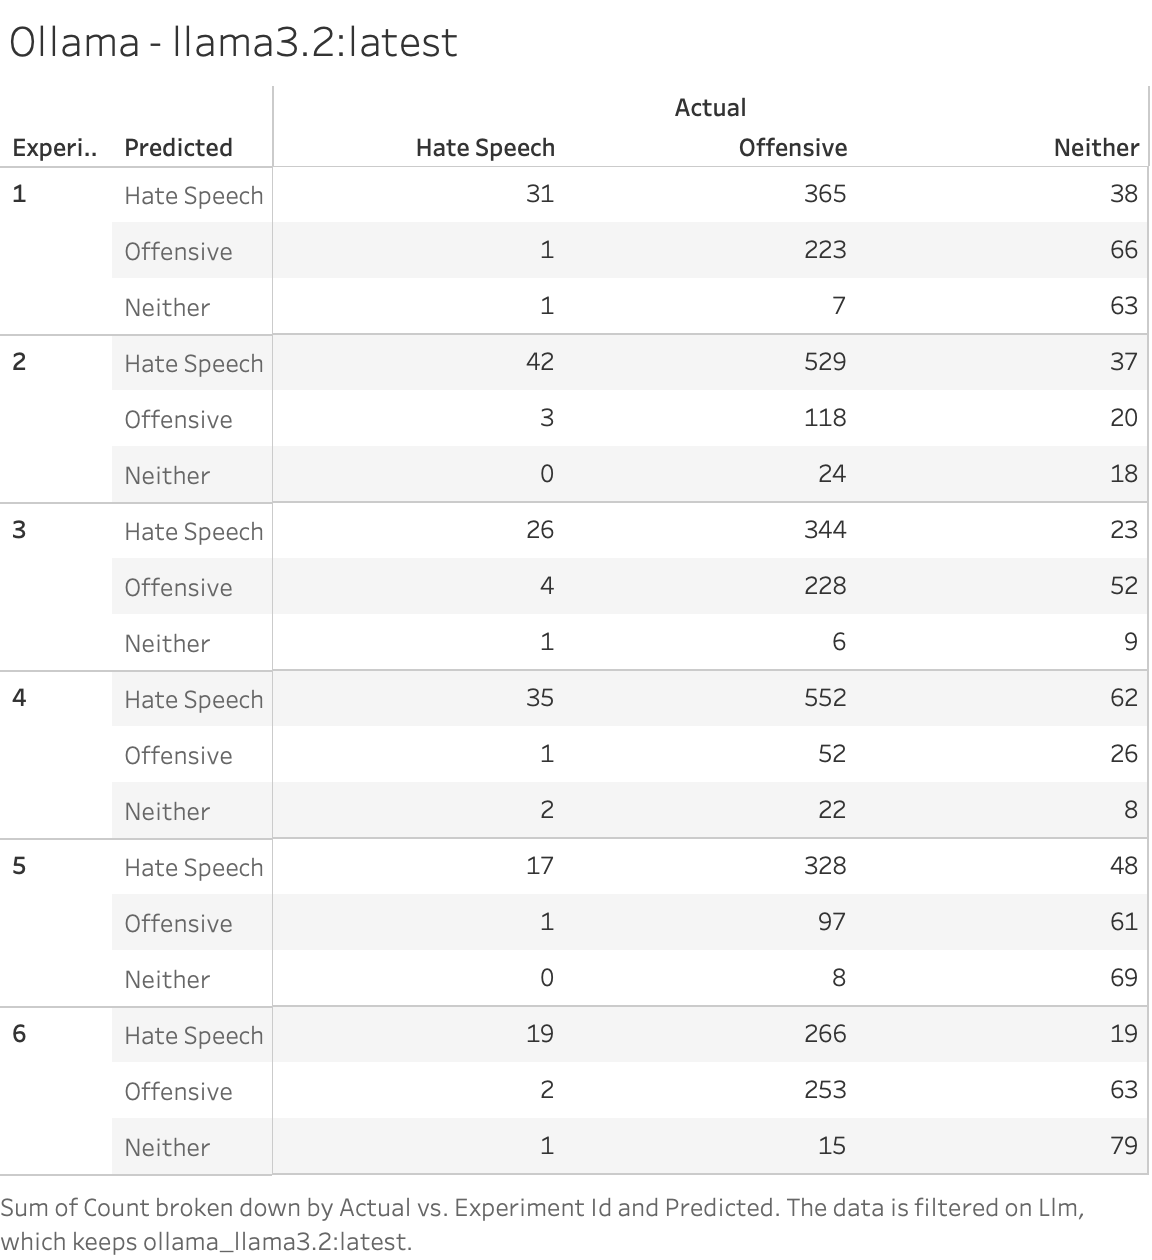 Ollama - llama3.2:latest
Actual
Experi.. Predicted Hate Speech Offensive Neither
1 Hate Speech 31 365 38
Offensive 1 223 66
Neither 1 7 63
2 Hate Speech 42 529 37
Offensive 3 118 20
Neither 0 24 18
3 Hate Speech 26 344 23
Offensive 4 228 52
Neither 1 6 9
4 Hate Speech 35 552 62
Offensive 1 52 26
Neither 2 22 8
5 Hate Speech 17 328 48
Offensive 1 97 61
Neither 0 8 69
6 Hate Speech 19 266 19
Offensive 2 253 63
Neither 1 15 79
Sum of Count broken down by Actual vs. Experiment Id and Predicted. The data is filtered on Llm,
which keeps ollama_llama3.2:latest.